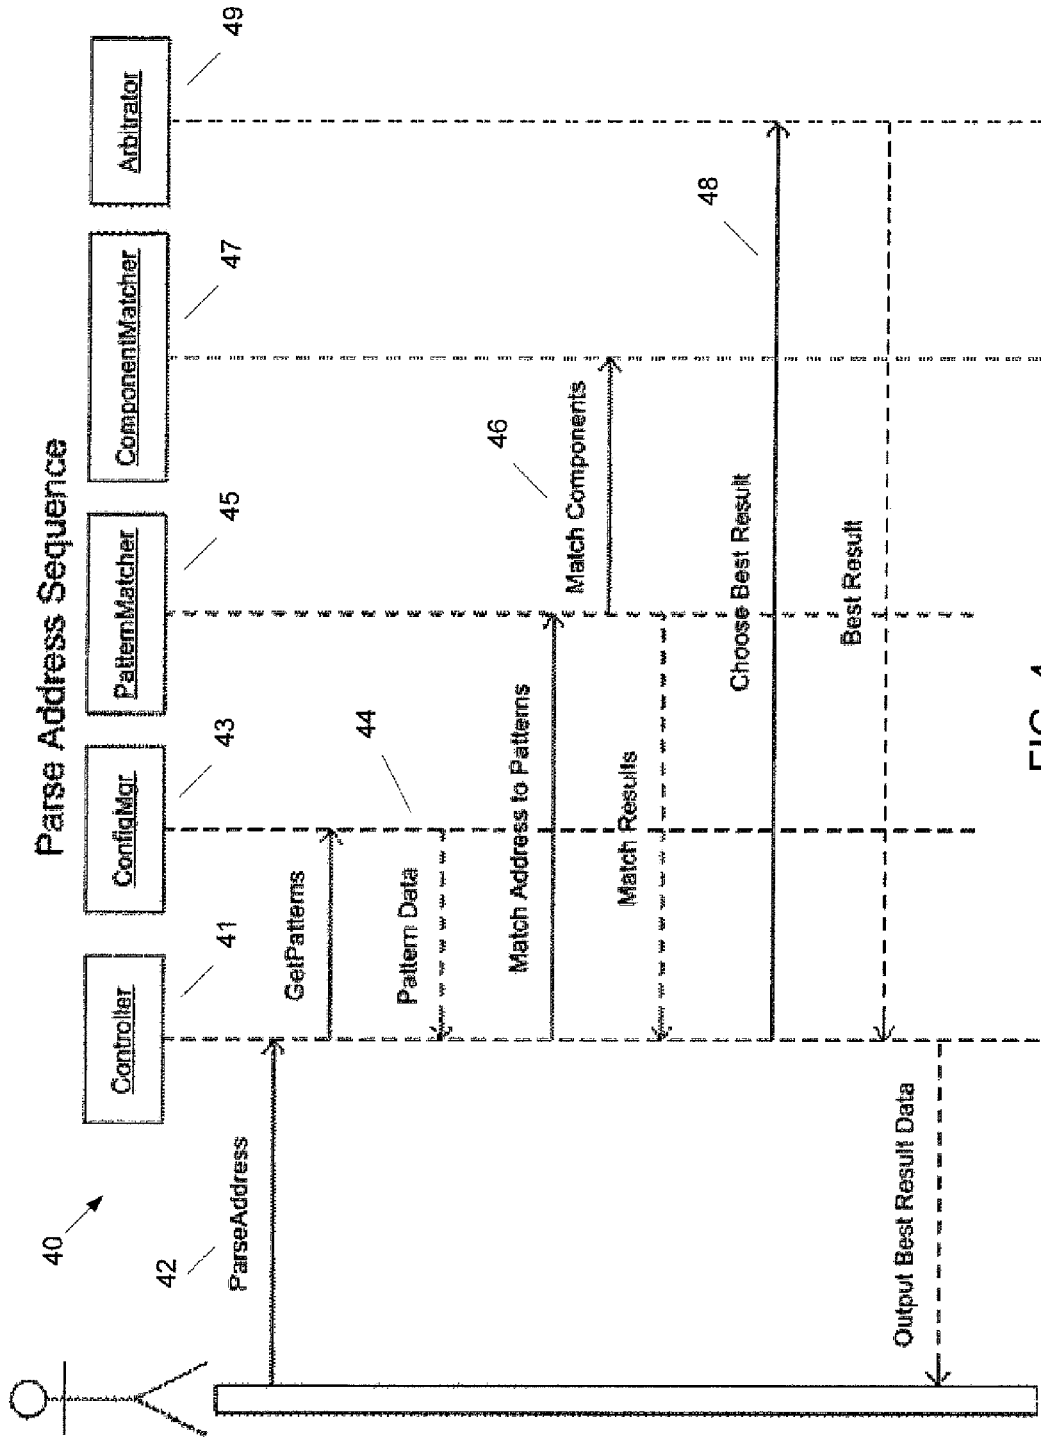 Parse Address Sequence
40
Controller
41
ConfigMgr
43
PatternMatcher
45
ComponentMatcher
47
Arbitrator
49
42
ParseAddress
GetPatterns
44
Pattern Data
Match Address to Patterns
46
Match Components
Match Results
48
Choose Best Result
Best Result
Output Best Result Data